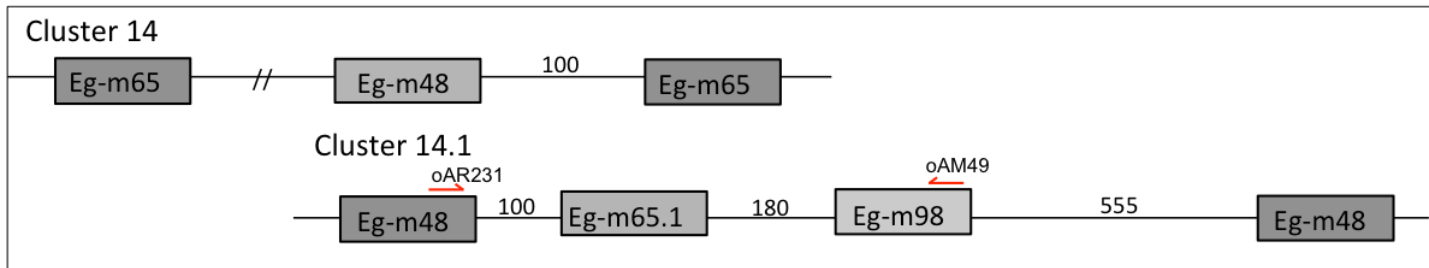 Cluster 14
Eg-m65 // Eg-m48 100 Eg-m65
Cluster 14.1
oAR231 oAM49
Eg-m48 100 Eg-m65.1 180 Eg-m98 555 Eg-m48